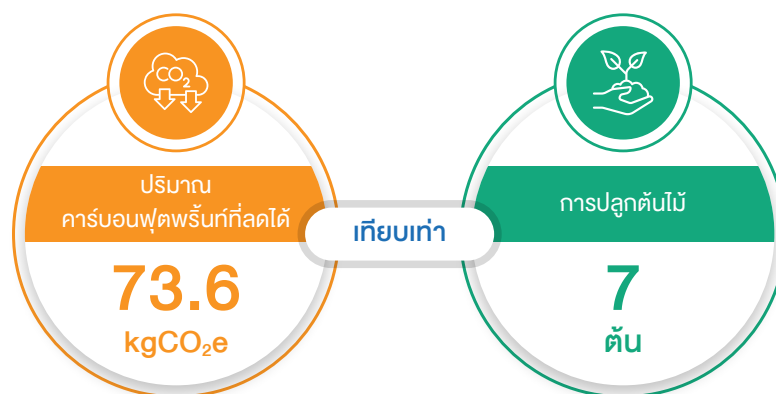 CO₂
ปริมาณ
คาร์บอนฟุตพริ้นท์ที่ลดได้
73.6
kgCO₂e
เทียบเท่า
การปลูกต้นไม้
7
ต้น